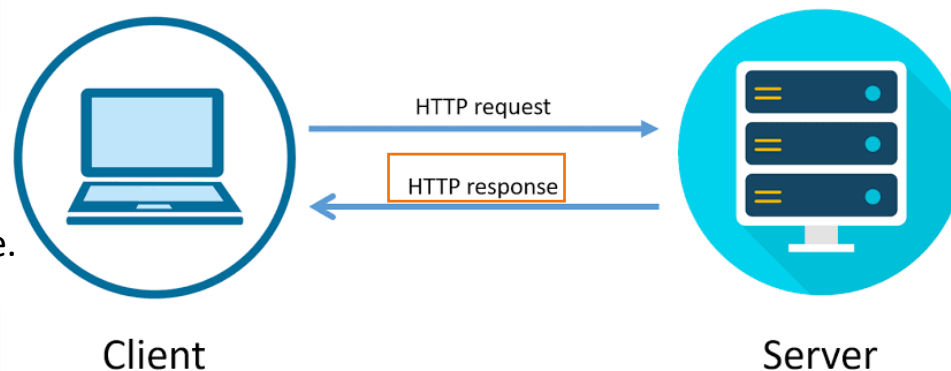 HTTP request
HTTP response
e.
Client
Server